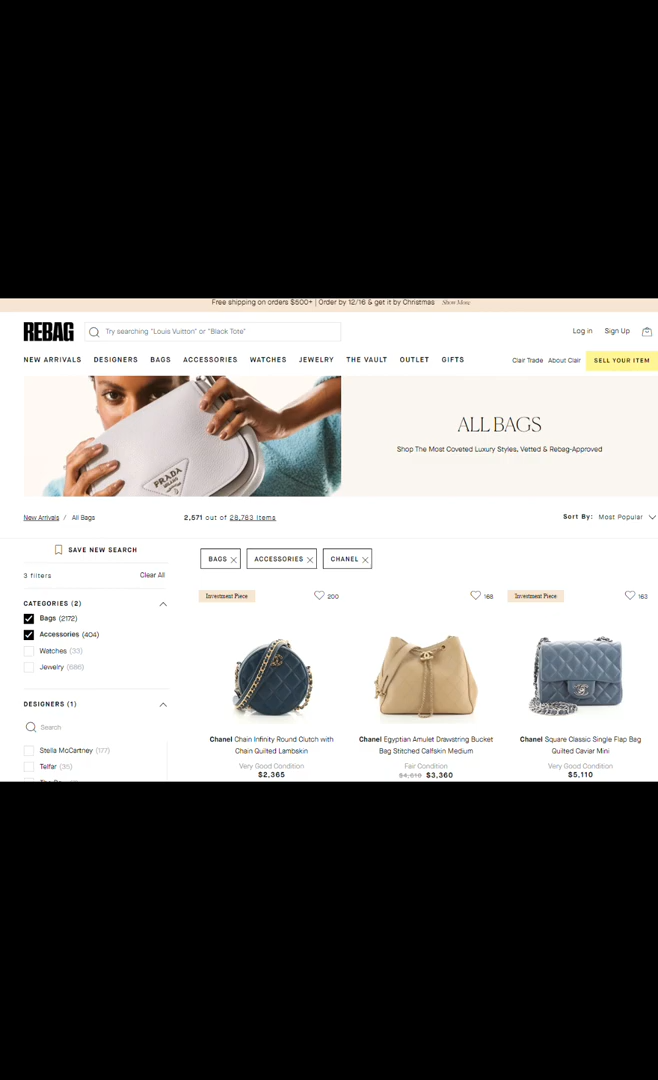 Free shipping on orders $500+ | Order by 12/16 & get it by Christmas Show More
REBAG
Try searching "Louis Vuitton" or "Black Tote"
Log in Sign Up
NEW ARRIVALS DESIGNERS BAGS ACCESSORIES WATCHES JEWELRY THE VAULT OUTLET GIFTS
Clair Trade About Clair SELL YOUR ITEM
PRADA
MILANO
ALL BAGS
Shop The Most Coveted Luxury Styles, Vetted & Rebag-Approved
New Arrivals / All Bags
2,571 out of 28,783 items
Sort By: Most Popular
SAVE NEW SEARCH
3 filters Clear All
CATEGORIES (2)
Bags (2172)
Accessories (404)
Watches (33)
Jewelry (686)
DESIGNERS (1)
Search
Stella McCartney (177)
Telfar (35)
BAGS ACCESSORIES CHANEL
Investment Piece 200
Chanel Chain Infinity Round Clutch with
Chain Quilted Lambskin
Very Good Condition
$2,365
168
Chanel Egyptian Amulet Drawstring Bucket
Bag Stitched Calfskin Medium
Fair Condition
$3,360
Investment Piece 163
Chanel Square Classic Single Flap Bag
Quilted Caviar Mini
Very Good Condition
$5,110